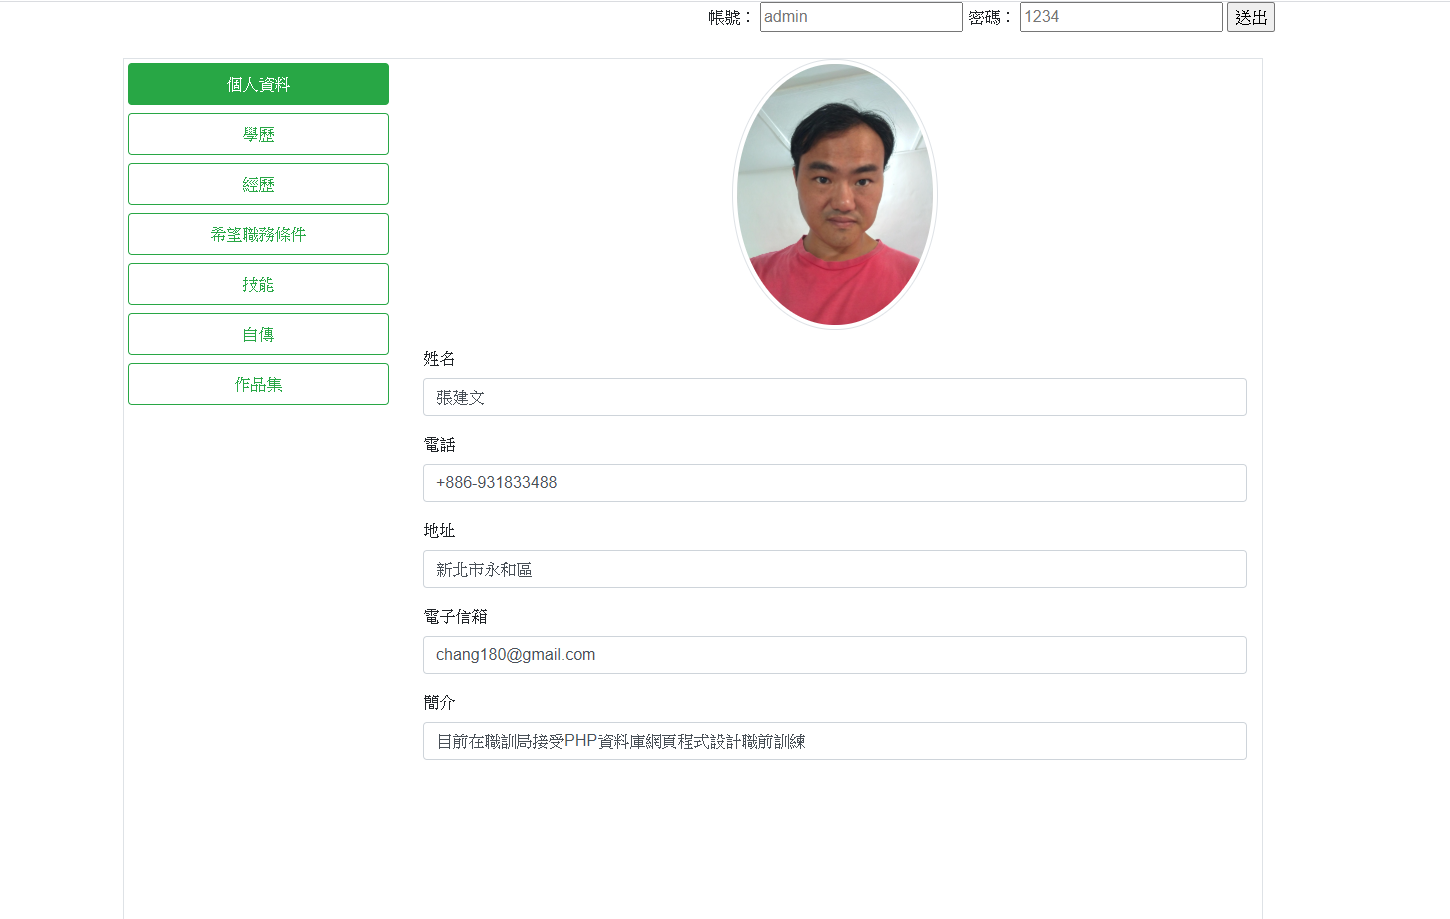 帳號： admin 密碼： 1234 送出
個人資料
學歷
經歷
希望職務條件
技能
自傳
作品集
姓名
張建文
電話
+886-931833488
地址
新北市永和區
電子信箱
chang180@gmail.com
簡介
目前在職訓局接受PHP資料庫網頁程式設計職前訓練